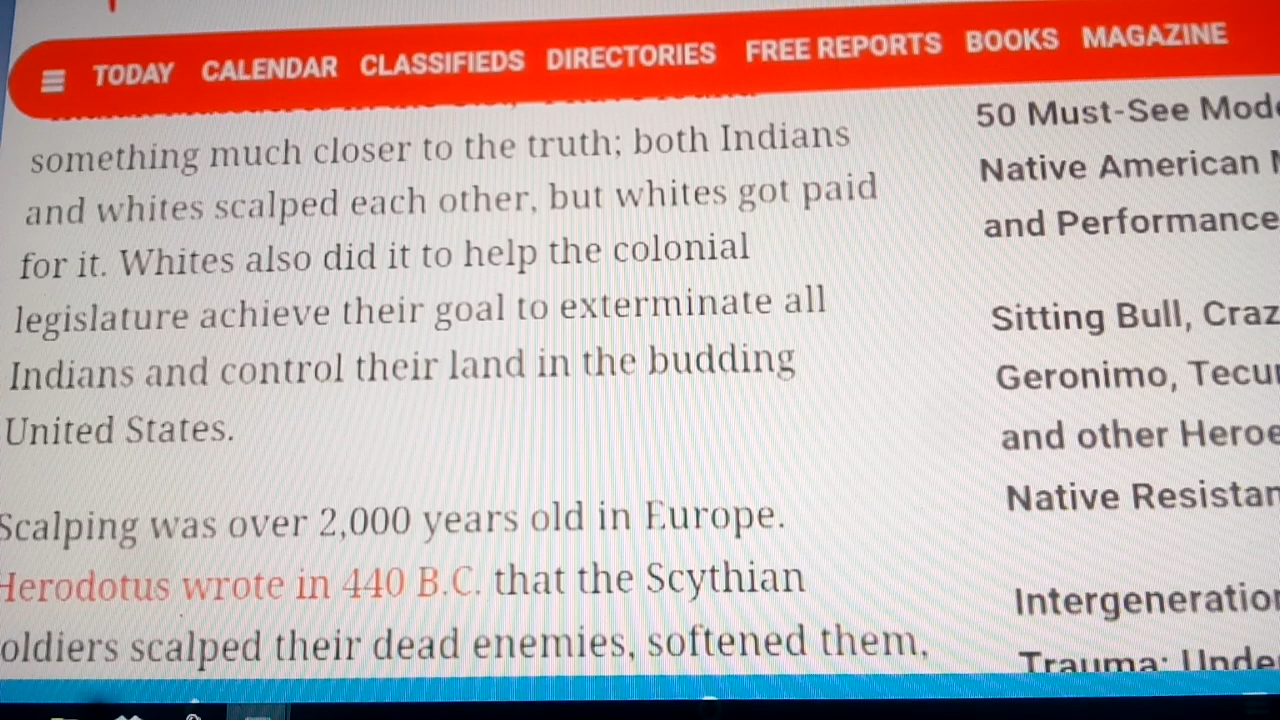 TODAY CALENDAR CLASSIFIEDS DIRECTORIES FREE REPORTS BOOKS MAGAZINE
something much closer to the truth; both Indians
and whites scalped each other, but whites got paid
for it. Whites also did it to help the colonial
legislature achieve their goal to exterminate all
Indians and control their land in the budding
United States.
Scalping was over 2,000 years old in Europe.
Herodotus wrote in 440 B.C. that the Scythian
oldiers scalped their dead enemies, softened them,
50 Must-See Mod
Native American
and Performance
Sitting Bull, Craz
Geronimo, Tecu
and other Heroe
Native Resistan
Intergeneration
Trauma: Unde